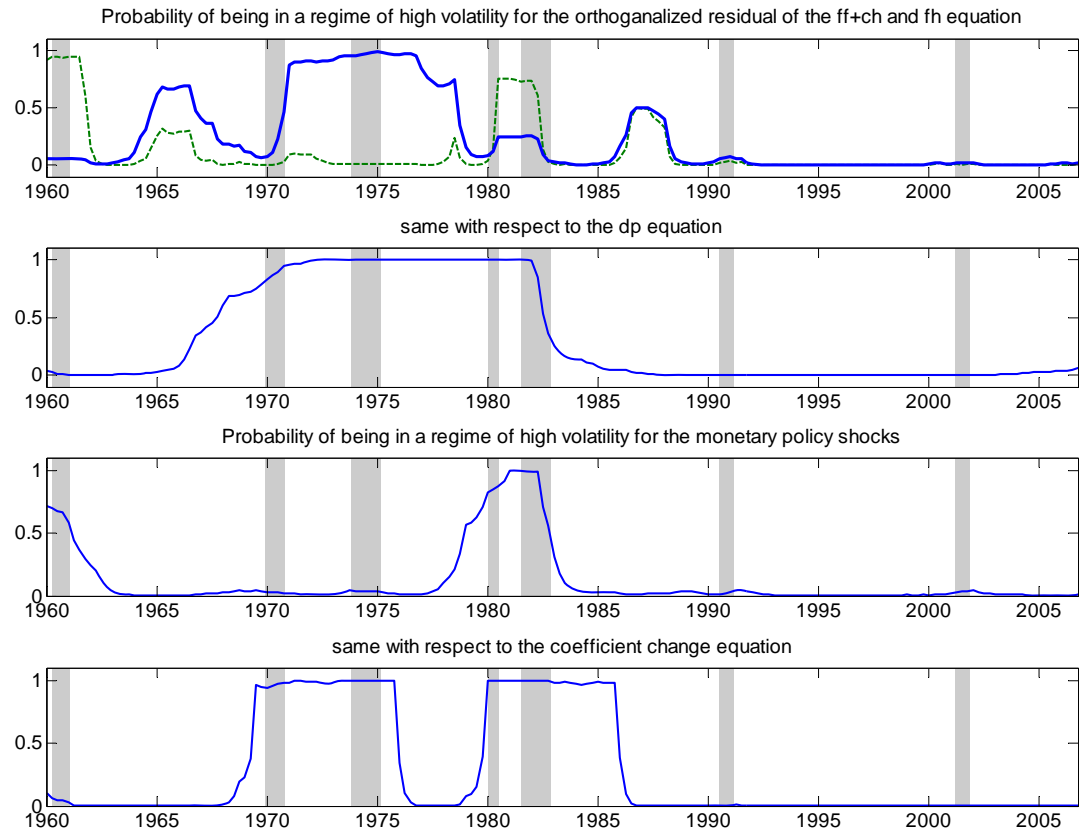 Probability of being in a regime of high volatility for the orthoganalized residual of the ff+ch and fh equation
1
0.5
0
1960 1965 1970 1975 1980 1985 1990 1995 2000 2005
same with respect to the dp equation
1
0.5
0
1960 1965 1970 1975 1980 1985 1990 1995 2000 2005
Probability of being in a regime of high volatility for the monetary policy shocks
1
0.5
0
1960 1965 1970 1975 1980 1985 1990 1995 2000 2005
same with respect to the coefficient change equation
1
0.5
0
1960 1965 1970 1975 1980 1985 1990 1995 2000 2005